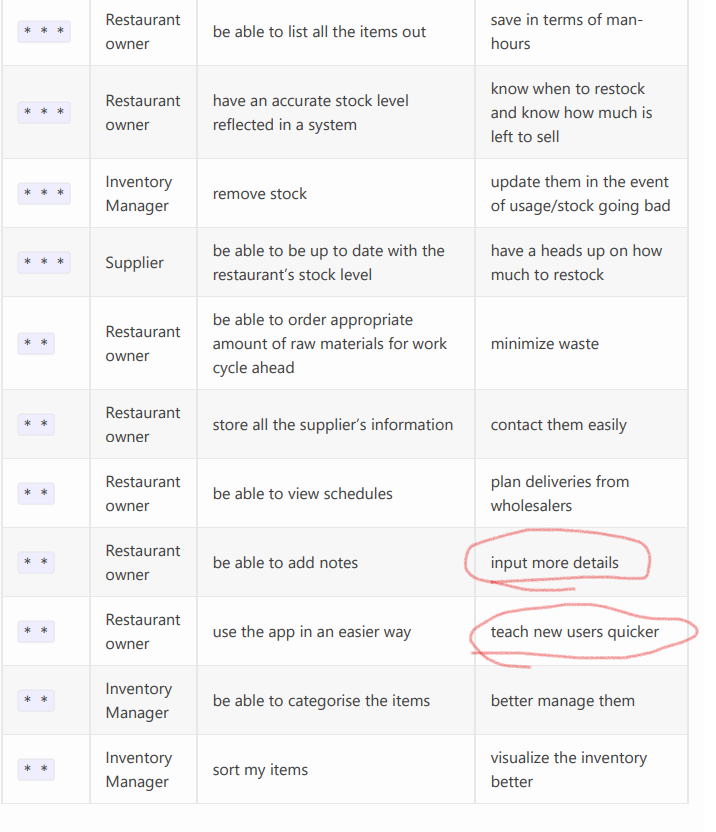 * * *
Restaurant
owner
be able to list all the items out
save in terms of man-
hours
* * *
Restaurant
owner
have an accurate stock level
reflected in a system
know when to restock
and know how much is
left to sell
* * *
Inventory
Manager
remove stock
update them in the event
of usage/stock going bad
* * *
Supplier
be able to be up to date with the
restaurant’s stock level
have a heads up on how
much to restock
* *
Restaurant
owner
be able to order appropriate
amount of raw materials for work
cycle ahead
minimize waste
* *
Restaurant
owner
store all the supplier’s information
contact them easily
* *
Restaurant
owner
be able to view schedules
plan deliveries from
wholesalers
* *
Restaurant
owner
be able to add notes
input more details
* *
Restaurant
owner
use the app in an easier way
teach new users quicker
* *
Inventory
Manager
be able to categorise the items
better manage them
* *
Inventory
Manager
sort my items
visualize the inventory
better